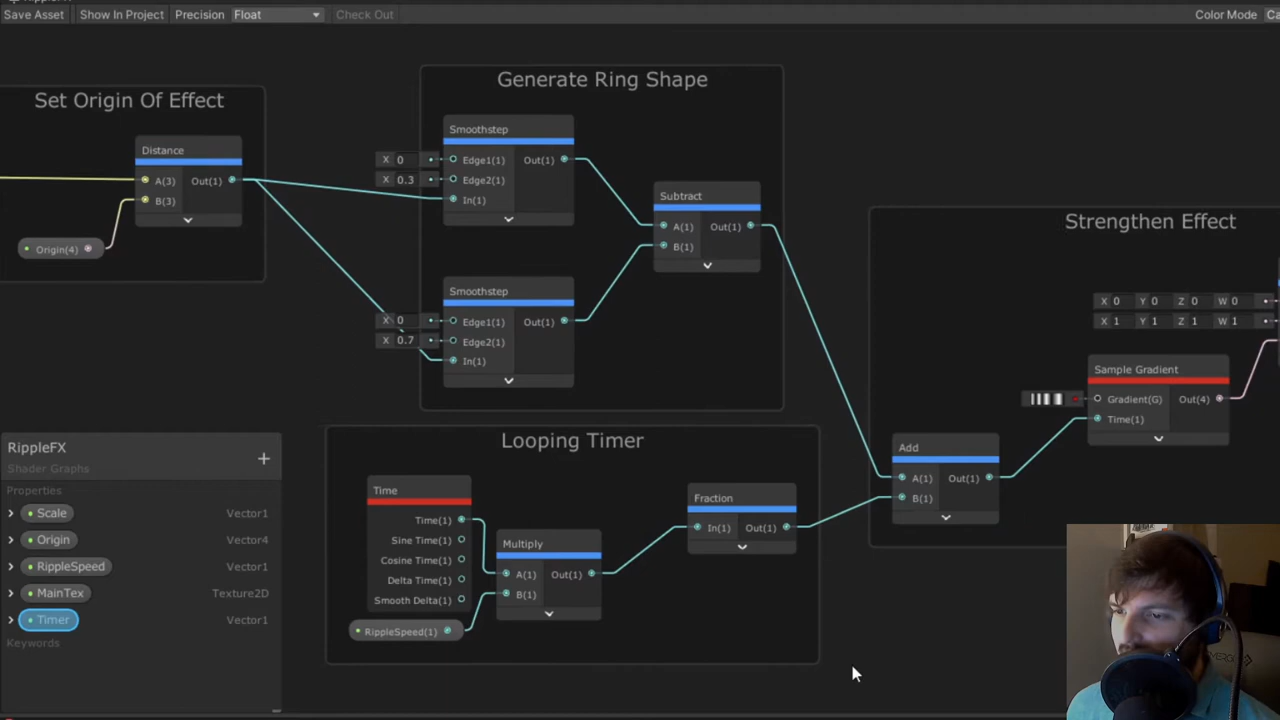 Save Asset Show In Project Precision Float Check Out Color Mode
Set Origin Of Effect
Distance
A(3) Out(1)
B(3)
Origin(4)
Generate Ring Shape
Smoothstep
X 0 Edge1(1) Out(1)
X 0.3 Edge2(1)
In(1)
Smoothstep
X 0 Edge1(1) Out(1)
X 0.7 Edge2(1)
In(1)
Subtract
A(1) Out(1)
B(1)
Strengthen Effect
X 0 Y 0 Z 0 W 0
X 1 Y 1 Z 1 W 1
Sample Gradient
Gradient(G) Out(4)
Time(1)
Add
A(1) Out(1)
B(1)
Looping Timer
Time
Time(1)
Sine Time(1)
Cosine Time(1)
Delta Time(1)
Smooth Delta(1)
RippleSpeed(1)
Multiply
A(1) Out(1)
B(1)
Fraction
In(1) Out(1)
RippleFX
Shader Graphs
Properties
Scale Vector1
Origin Vector4
RippleSpeed Vector1
MainTex Texture2D
Timer Vector1
Keywords